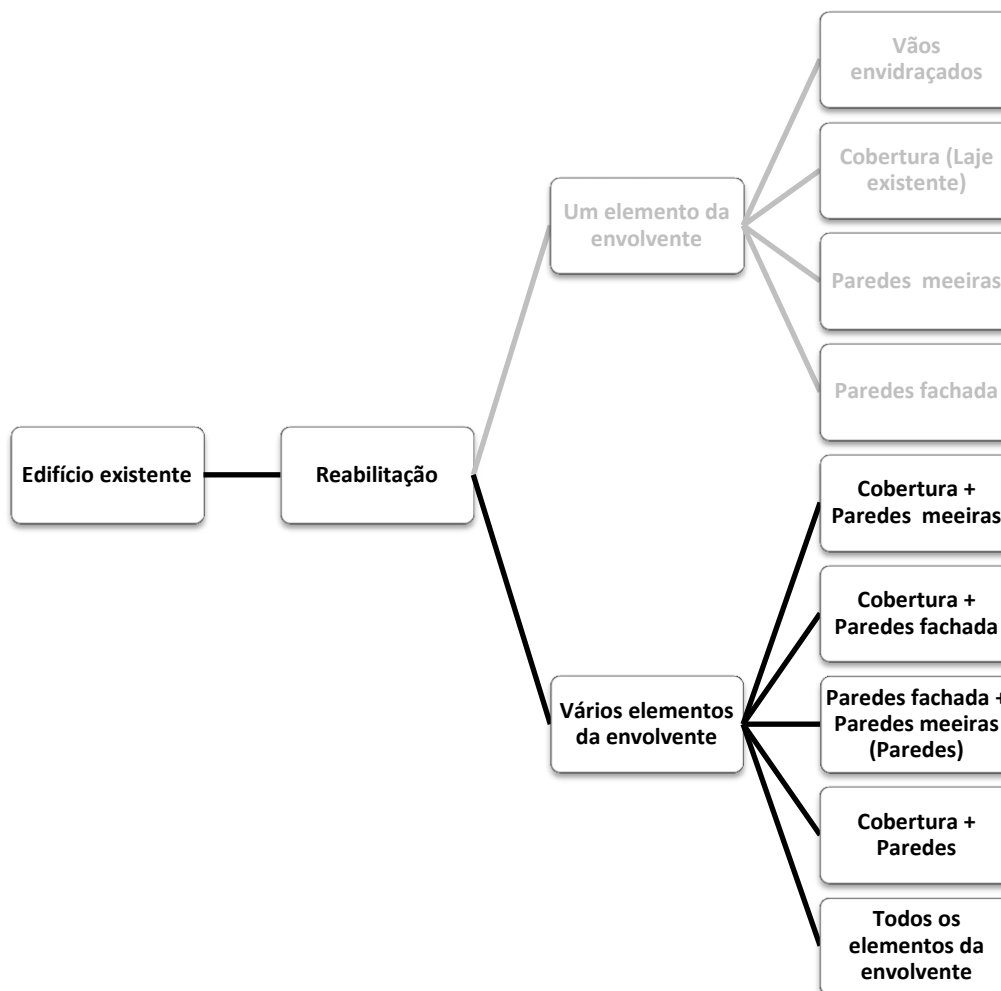 Vãos
envidraçados
Cobertura (Laje
existente)
Um elemento da
envolvente
Paredes meeiras
Paredes fachada
Edifício existente
Reabilitação
Cobertura +
Paredes meeiras
Cobertura +
Paredes fachada
Vários elementos
da envolvente
Paredes fachada +
Paredes meeiras
(Paredes)
Cobertura +
Paredes
Todos os
elementos da
envolvente